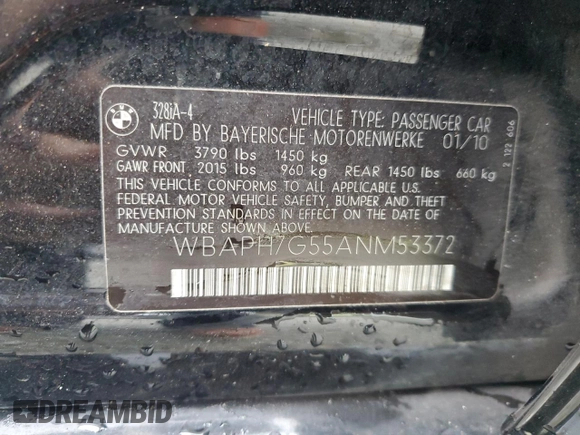 BMW
328iA-4
VEHICLE TYPE: PASSENGER CAR
MFD BY BAYERISCHE MOTORENWERKE 01/10
GVWR 3790 lbs 1450 kg
GAWR FRONT 2015 lbs 960 kg REAR 1450 lbs 660 kg
THIS VEHICLE CONFORMS TO ALL APPLICABLE U.S.
FEDERAL MOTOR VEHICLE SAFETY, BUMPER AND THEFT
PREVENTION STANDARDS IN EFFECT ON THE DATE OF
MANUFACTURE SHOWN ABOVE.
WBAPH7G55ANM53372
2 122 606
DREAMBID